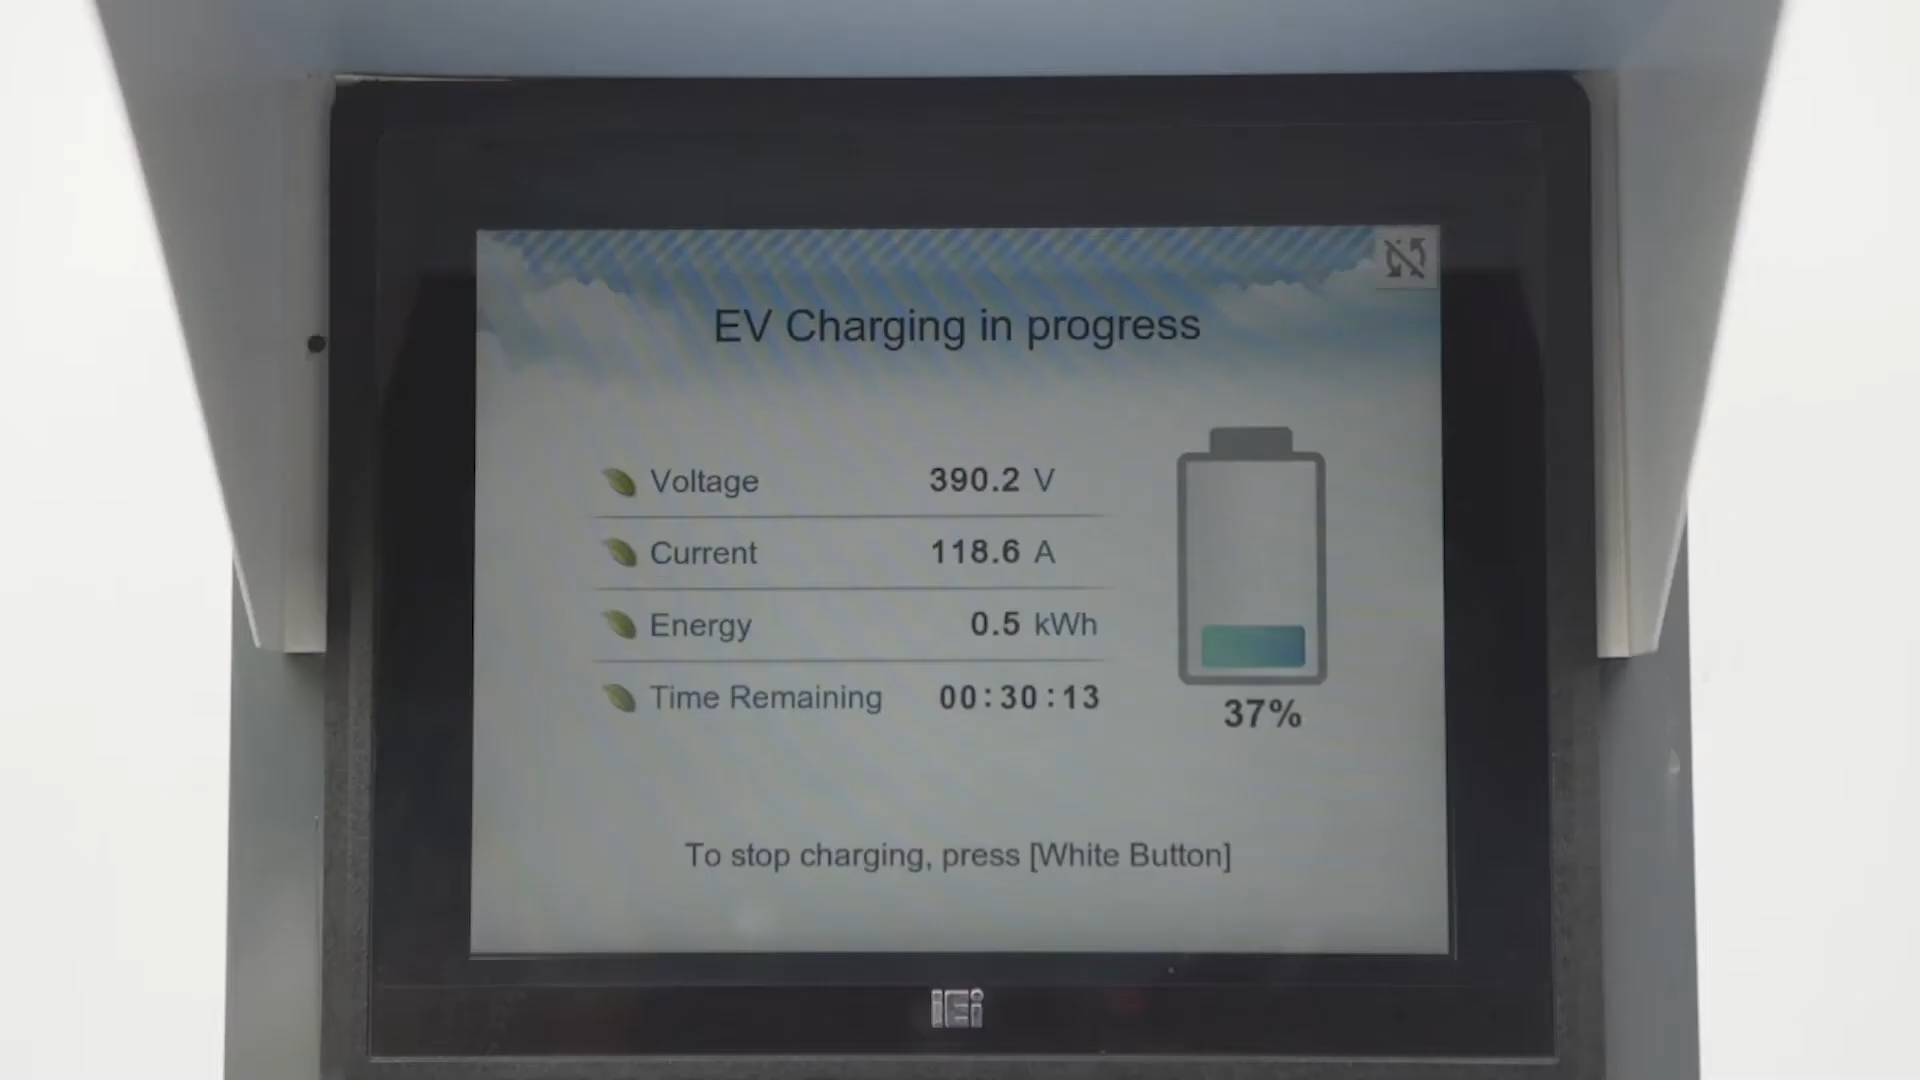 EV Charging in progress
Voltage 390.2 V
Current 118.6 A
Energy 0.5 kWh
Time Remaining 00:30:13
37%
To stop charging, press [White Button]
iEi